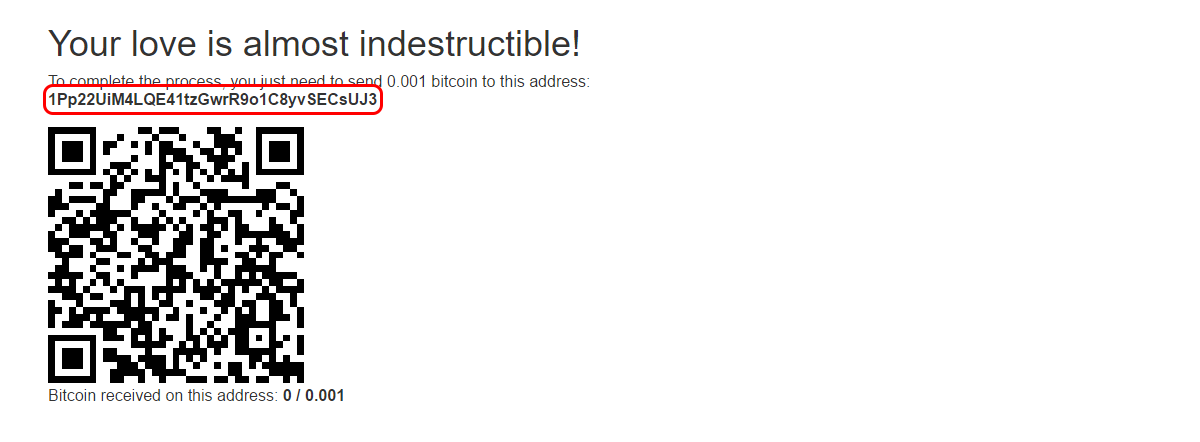 Your love is almost indestructible!
To complete the process, you just need to send 0.001 bitcoin to this address:
1Pp22UiM4LQE41tzGwrR9o1C8yvSECsUJ3
Bitcoin received on this address: 0 / 0.001